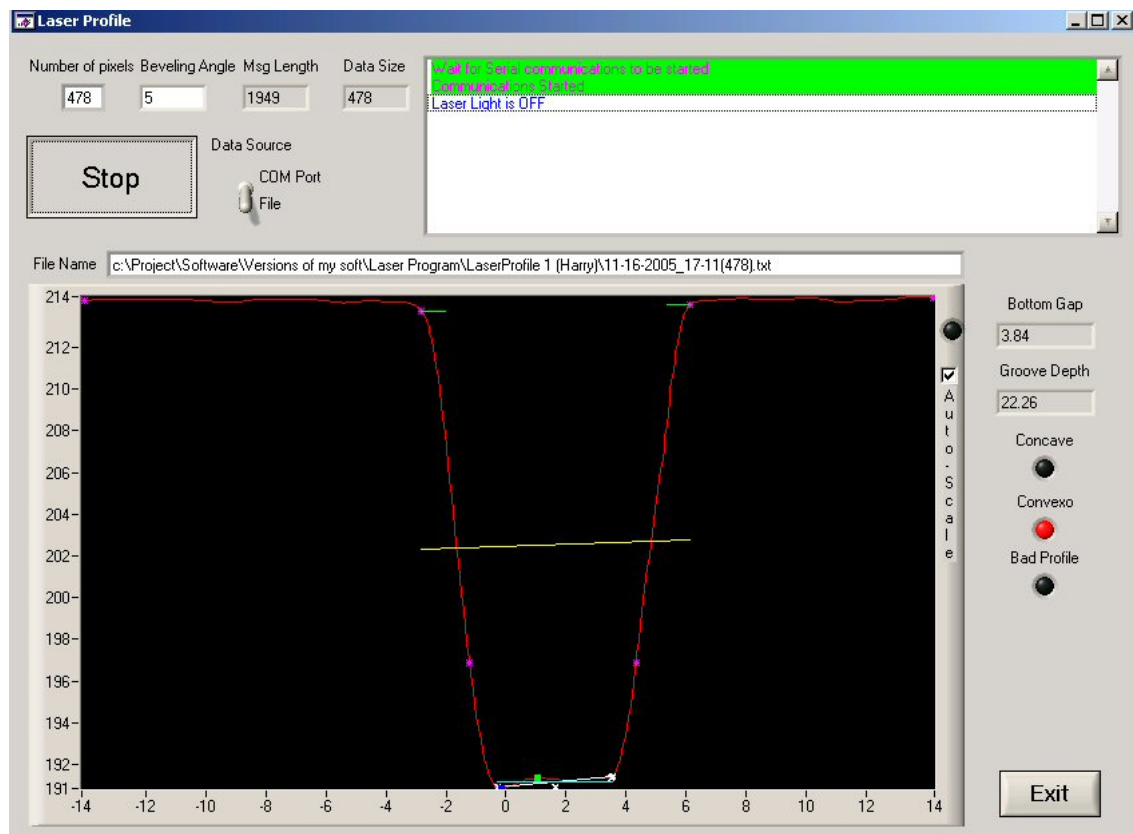 Laser Profile
Number of pixels Beveling Angle Msg Length Data Size
478 5 1949 478
Wait for Serial communications to be started
Communications Started
Laser Light is OFF
Stop
Data Source
COM Port
File
File Name c:\Project\Software\Versions of my soft\Laser Program\LaserProfile 1 (Harry)\11-16-2005_17-11(478).txt
214
212
210
208
206
204
202
200
198
196
194
192
191
-14 -12 -10 -8 -6 -4 -2 0 2 4 6 8 10 12 14
Auto-Scale
Bottom Gap
3.84
Groove Depth
22.26
Concave
Convexo
Bad Profile
Exit